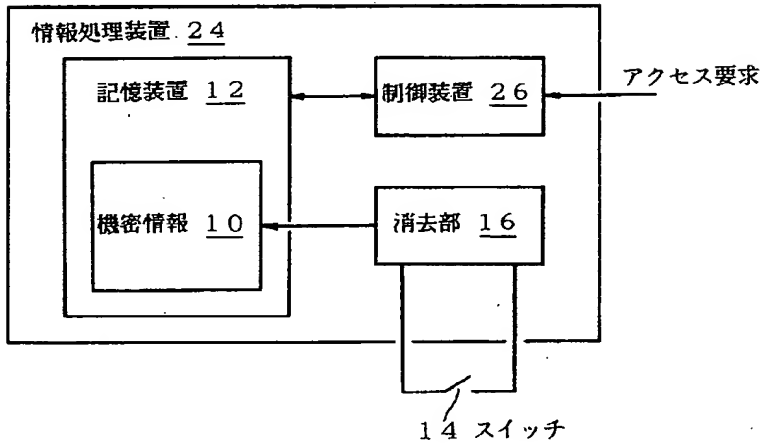 情報処理装置 24
記憶装置 12
制御装置 26
アクセス要求
機密情報 10
消去部 16
14 スイッチ